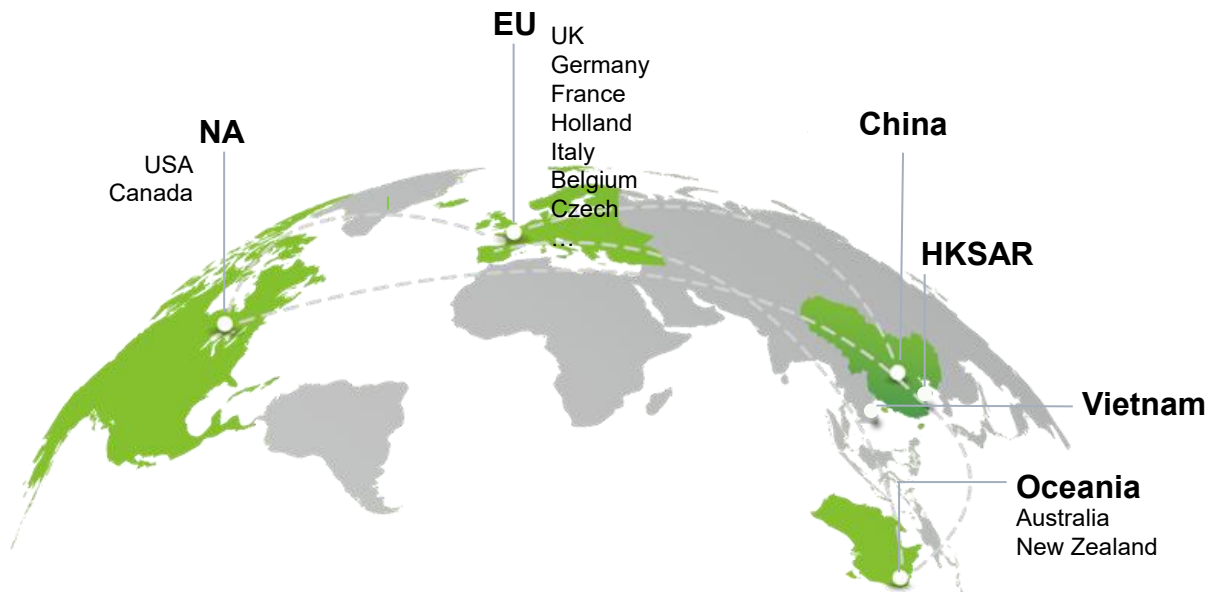 EU
UK
Germany
France
Holland
Italy
Belgium
Czech
...
NA
USA
Canada
China
HKSAR
Vietnam
Oceania
Australia
New Zealand